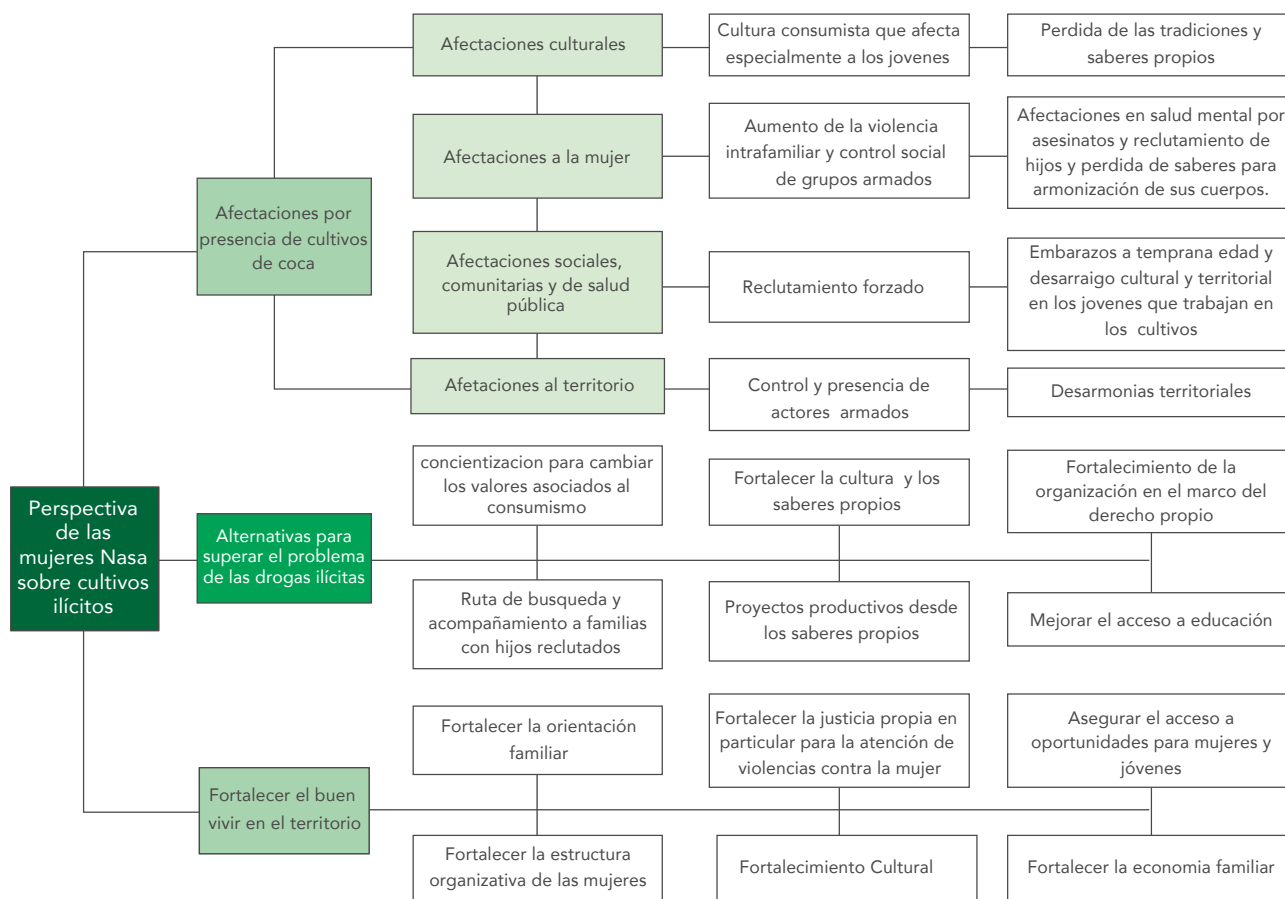 Afectaciones culturales
Cultura consumista que afecta
especialmente a los jovenes
Perdida de las tradiciones y
saberes propios
Afectaciones a la mujer
Aumento de la violencia
intrafamiliar y control social
de grupos armados
Afectaciones en salud mental por
asesinatos y reclutamiento de
hijos y perdida de saberes para
armonización de sus cuerpos.
Afectaciones por
presencia de cultivos
de coca
Afectaciones sociales,
comunitarias y de salud
pública
Reclutamiento forzado
Embarazos a temprana edad y
desarraigo cultural y territorial
en los jovenes que trabajan en
los cultivos
Afetaciones al territorio
Control y presencia de
actores armados
Desarmonias territoriales
Perspectiva
de las
mujeres Nasa
sobre cultivos
ilícitos
Alternativas para
superar el problema
de las drogas ilícitas
concientizacion para cambiar
los valores asociados al
consumismo
Fortalecer la cultura y los
saberes propios
Fortalecimiento de la
organización en el marco del
derecho propio
Ruta de busqueda y
acompañamiento a familias
con hijos reclutados
Proyectos productivos desde
los saberes propios
Mejorar el acceso a educación
Fortalecer el buen
vivir en el territorio
Fortalecer la orientación
familiar
Fortalecer la justicia propia en
particular para la atención de
violencias contra la mujer
Asegurar el acceso a
oportunidades para mujeres y
jóvenes
Fortalecer la estructura
organizativa de las mujeres
Fortalecimiento Cultural
Fortalecer la economia familiar